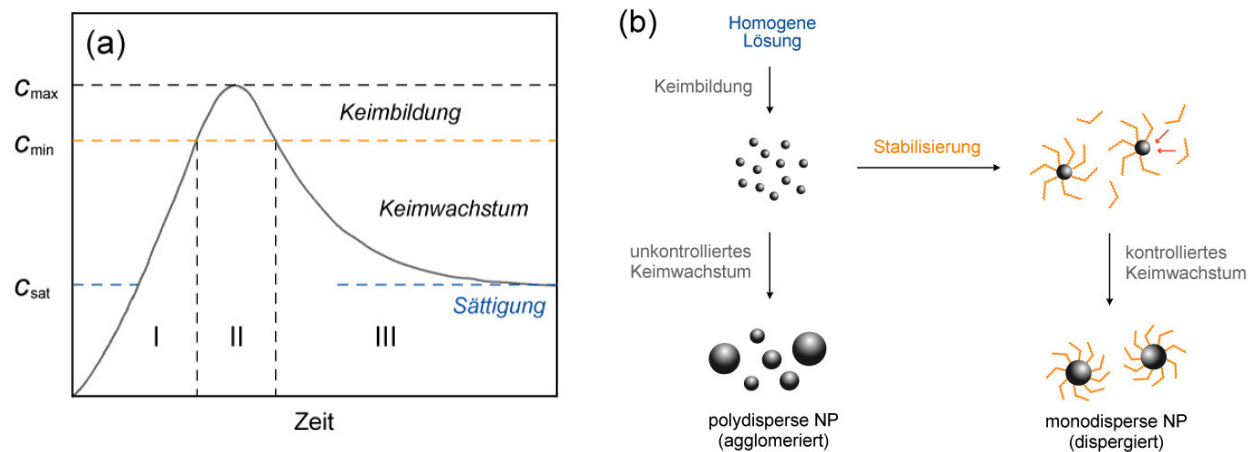 (a)
cmax
cmin
csat
Keimbildung
Keimwachstum
Sättigung
I
II
III
Zeit
(b)
Homogene
Lösung
Keimbildung
Stabilisierung
unkontrolliertes
Keimwachstum
kontrolliertes
Keimwachstum
polydisperse NP
(agglomeriert)
monodisperse NP
(dispergiert)